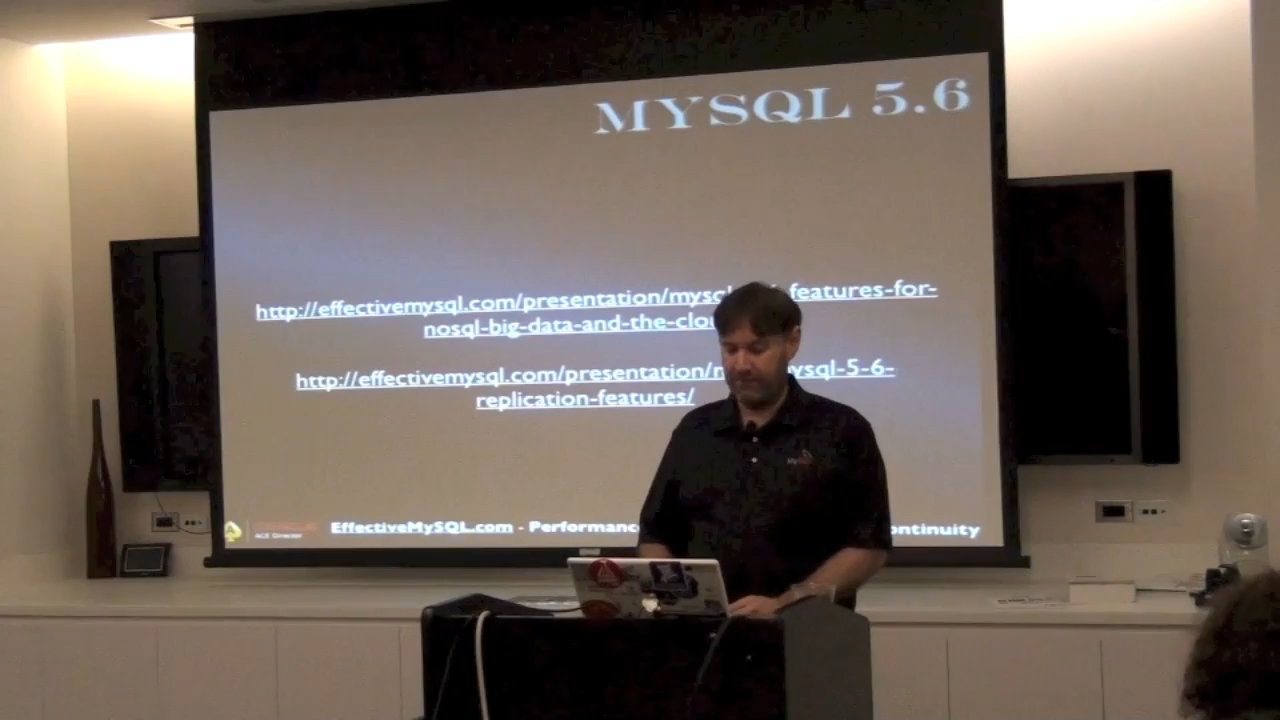 MYSQL 5.6
http://effectivemysql.com/presentation/mysql features-for-
nosql-big-data-and-the-clou
http://effectivemysql.com/presentation/ ysql-5-6-
replication-features/
ACE Director
EffectiveMySQL.com - Performanc ontinuity